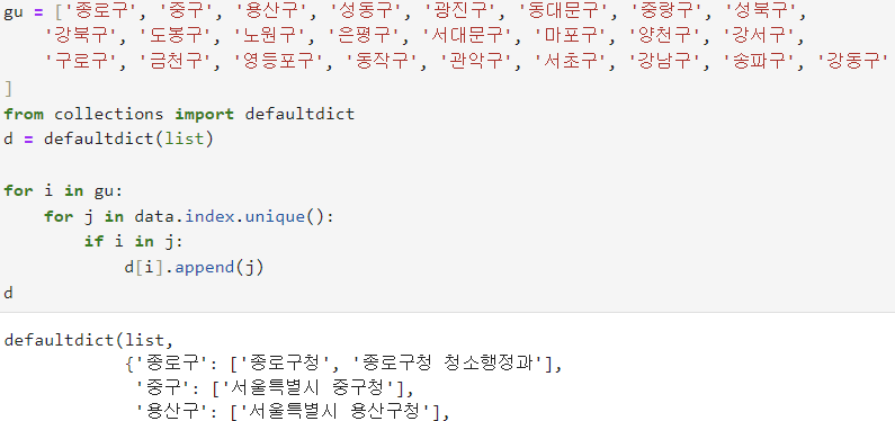 gu = ['종로구', '중구', '용산구', '성동구', '광진구', '동대문구', '중랑구', '성북구',
'강북구', '도봉구', '노원구', '은평구', '서대문구', '마포구', '양천구', '강서구',
'구로구', '금천구', '영등포구', '동작구', '관악구', '서초구', '강남구', '송파구', '강동구'
]
from collections import defaultdict
d = defaultdict(list)
for i in gu:
for j in data.index.unique():
if i in j:
d[i].append(j)
d
defaultdict(list,
{'종로구': ['종로구청', '종로구청 청소행정과'],
'중구': ['서울특별시 중구청'],
'용산구': ['서울특별시 용산구청'],